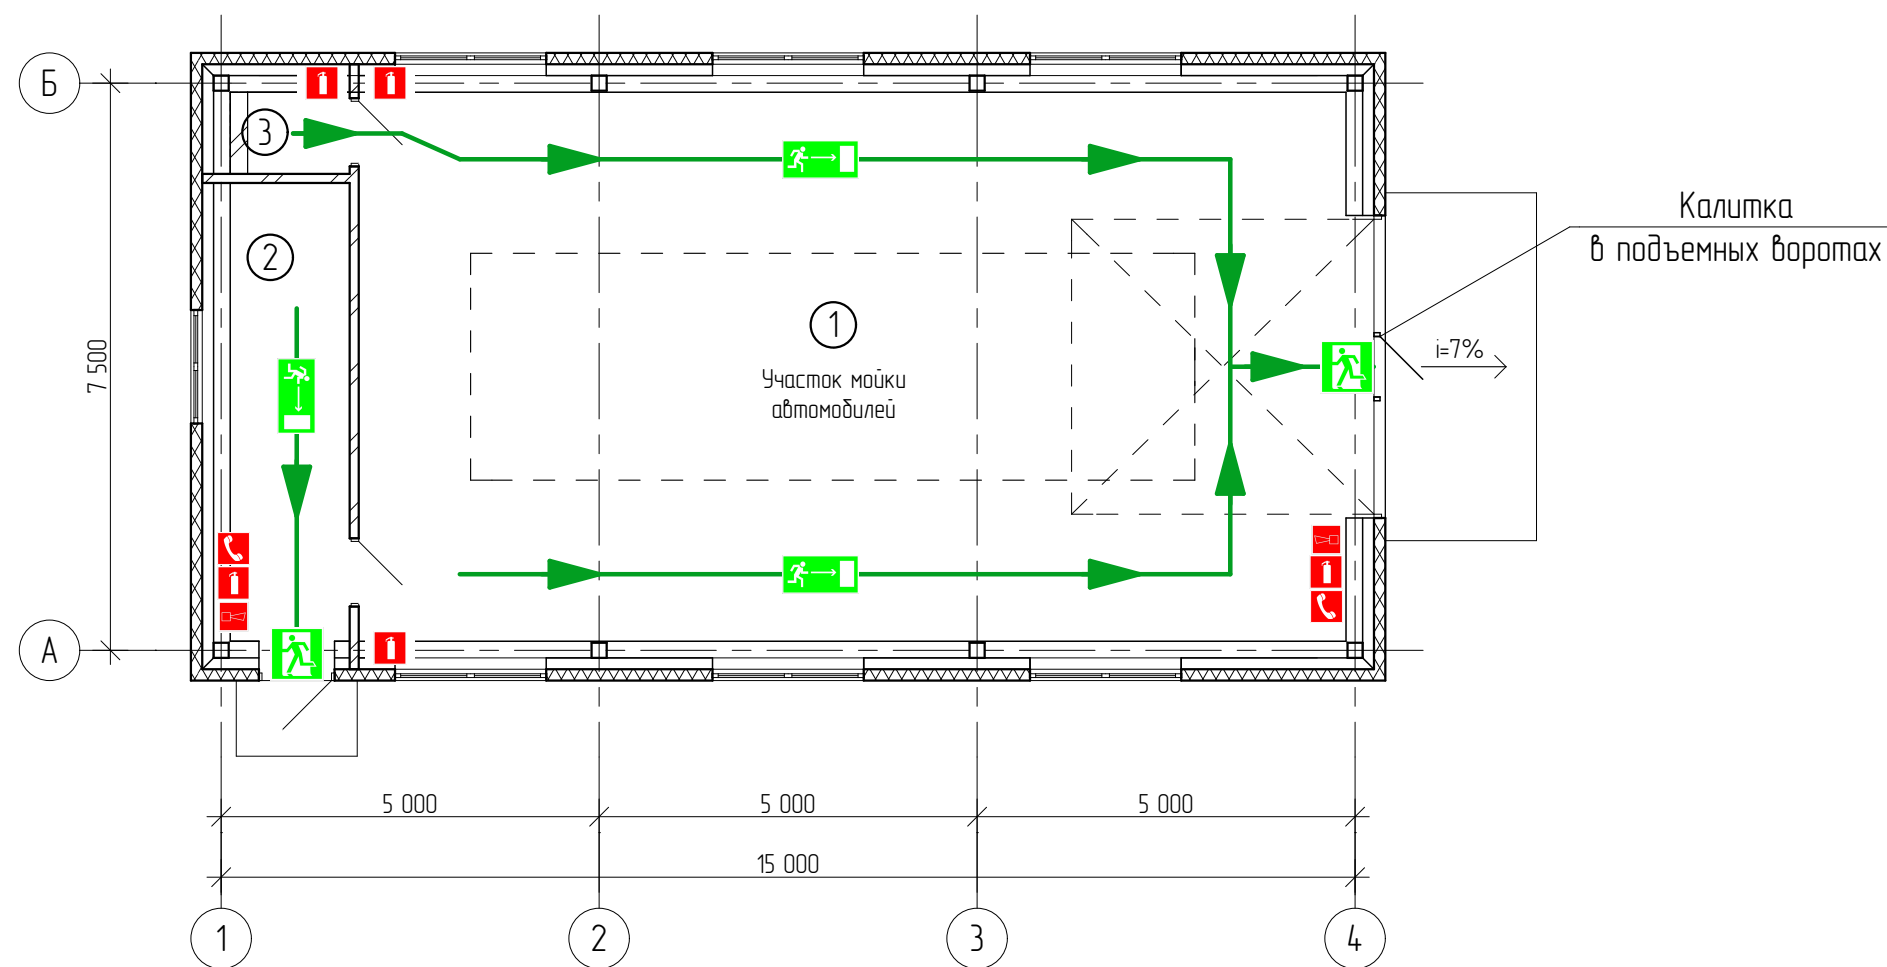 Б
3
Калитка
в подъемных воротах
2
1
7 500
i=7%
Участок мойки
автомобилей
А
5 000
5 000
5 000
15 000
1
2
3
4